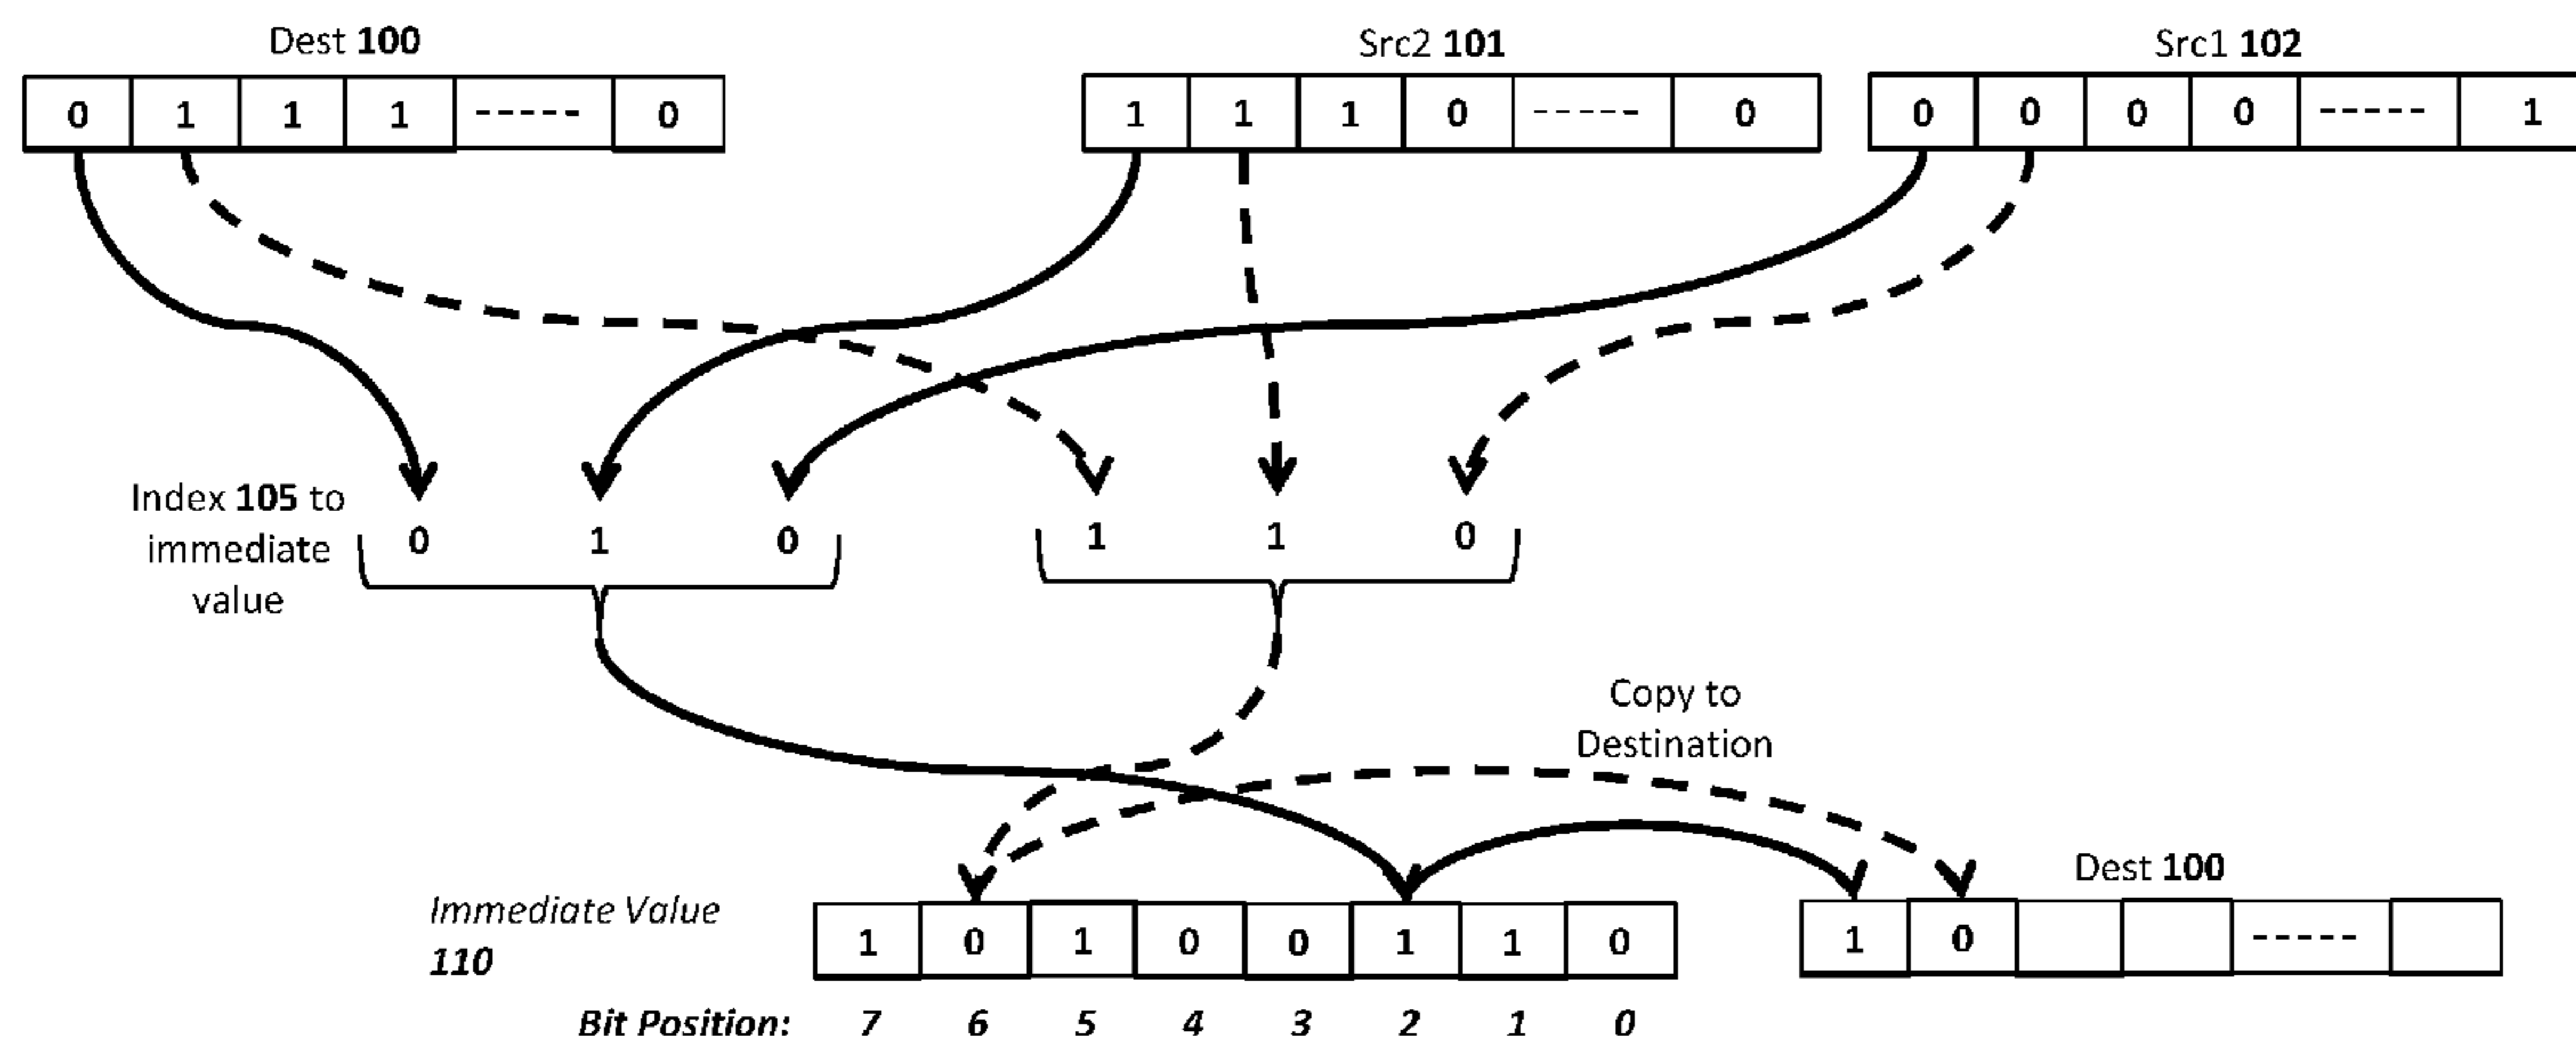 Dest 100 Src2 101 Src1 102
0 1 1 1 ----- 0 1 1 1 0 ----- 0 0 0 0 0 ----- 1
Index 105 to
immediate
value
0 1 0 1 1 0
Copy to
Destination
Dest 100
Immediate Value
110
1 0 1 0 0 1 1 0 1 0 -----
Bit Position: 7 6 5 4 3 2 1 0